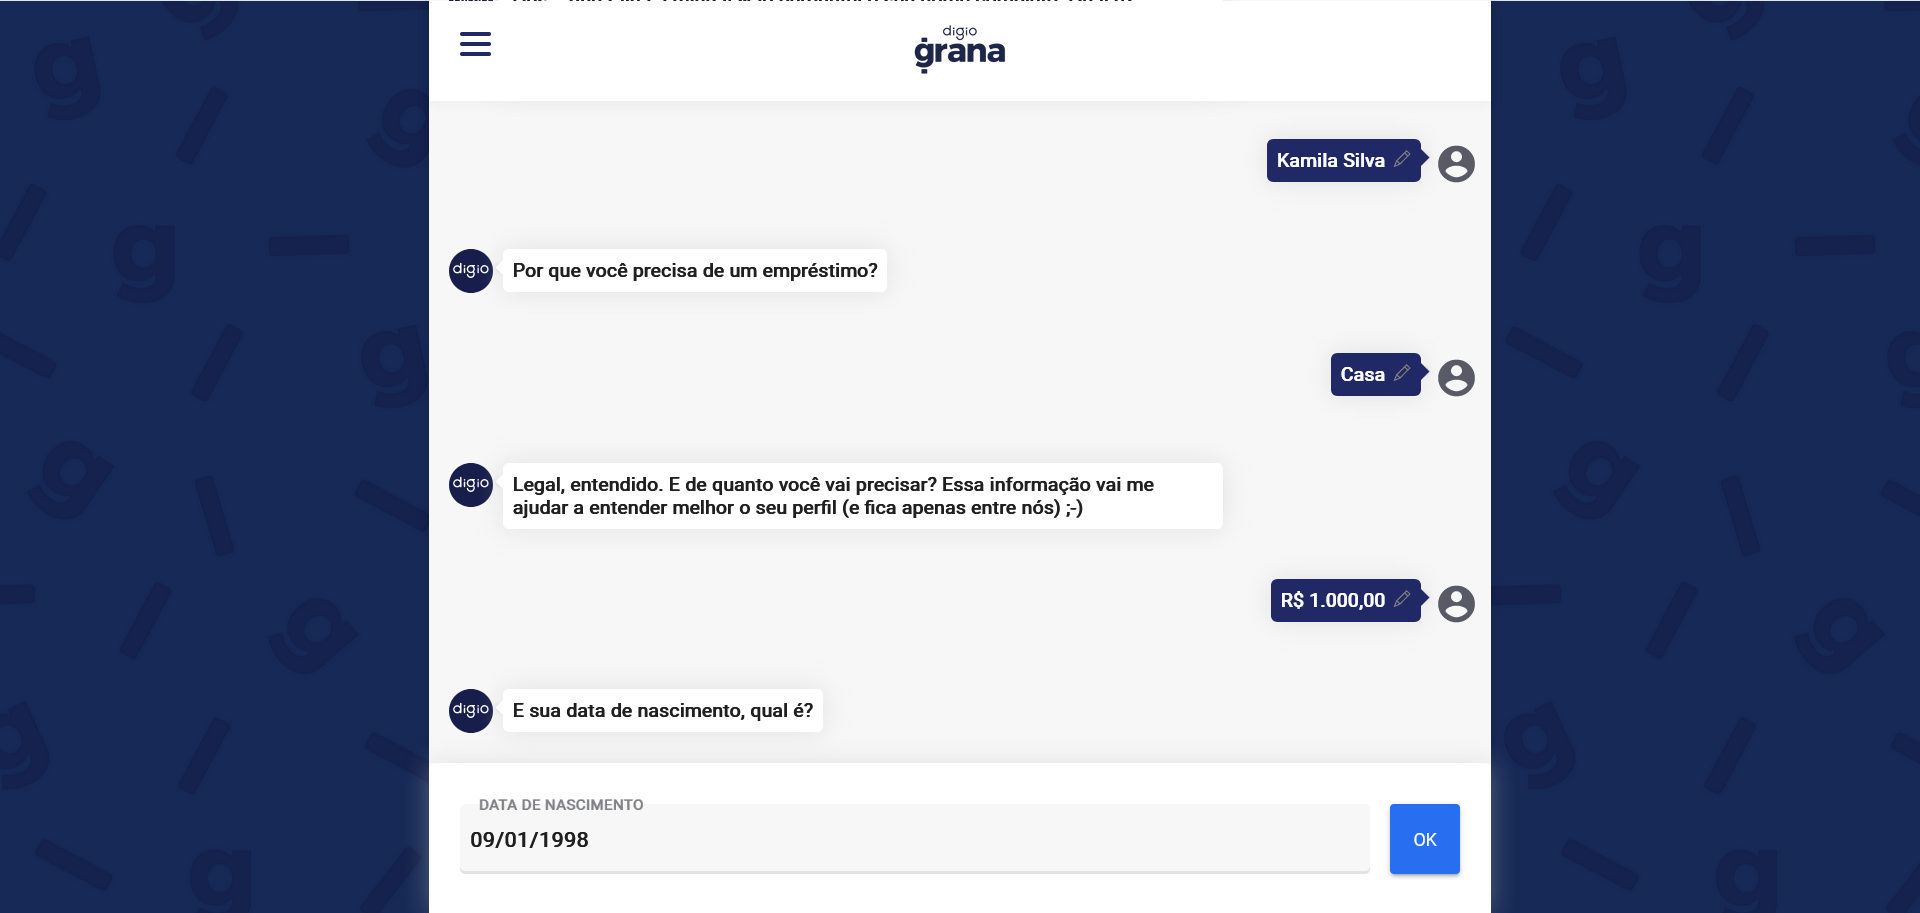 digio
grana
Kamila Silva
digio
Por que você precisa de um empréstimo?
Casa
digio
Legal, entendido. E de quanto você vai precisar? Essa informação vai me
ajudar a entender melhor o seu perfil (e fica apenas entre nós) ;-)
R$ 1.000,00
digio
E sua data de nascimento, qual é?
DATA DE NASCIMENTO
09/01/1998
OK